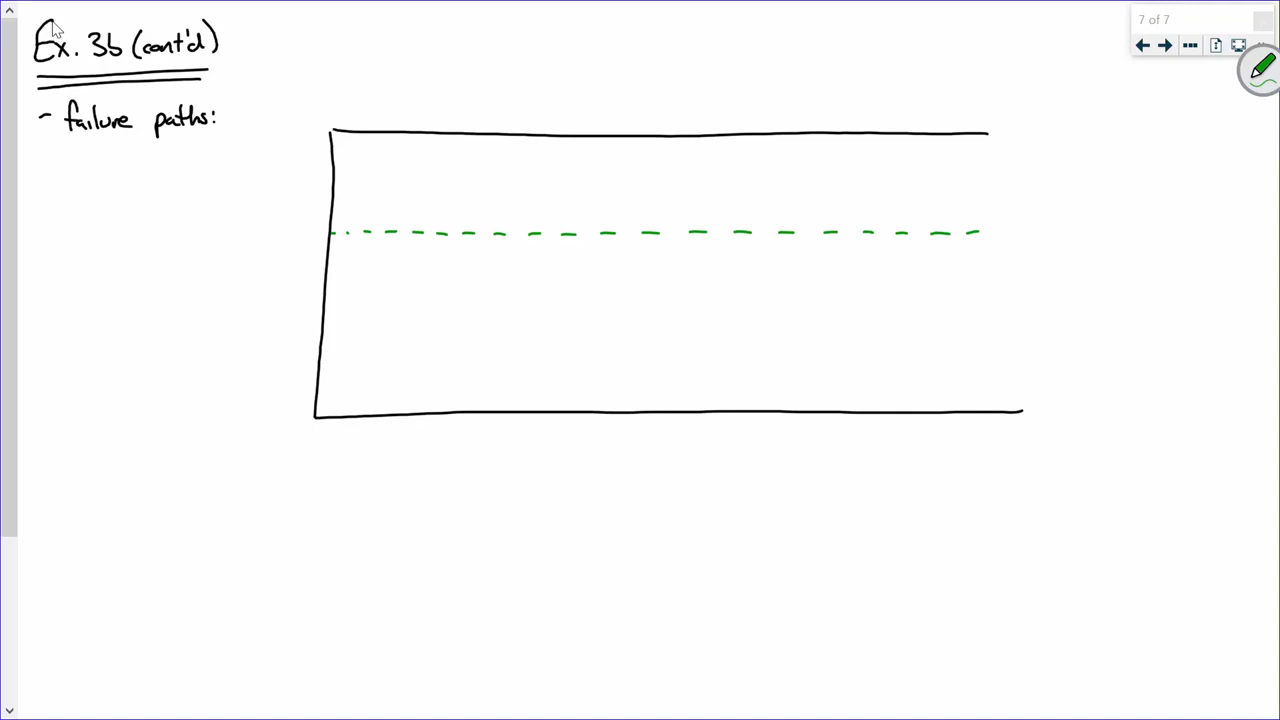 Ex. 3b (cont'd)
- failure paths:
7 of 7